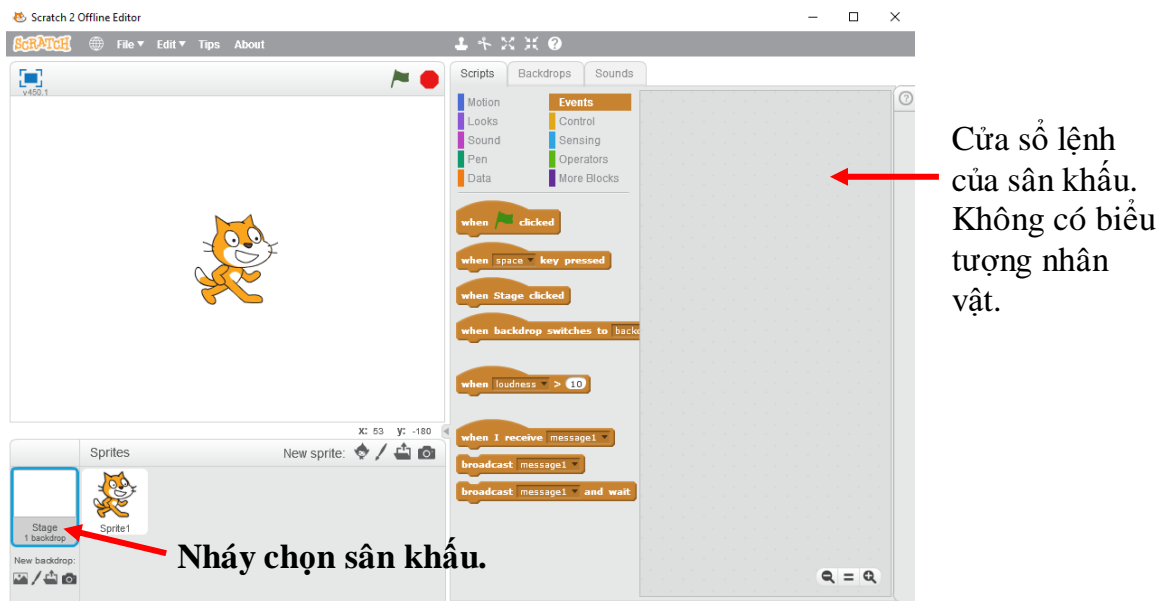 Scratch 2 Offline Editor
SCRATCH File Edit Tips About
v450.1
Scripts Backdrops Sounds
Motion Events
Looks Control
Sound Sensing
Pen Operators
Data More Blocks
when clicked
when space key pressed
when Stage clicked
when backdrop switches to backd
when loudness > 10
when I receive message1
broadcast message1
broadcast message1 and wait
x: 53 y: -180
Sprites New sprite:
Stage
1 backdrop
Sprite1
New backdrop:
Nháy chọn sân khấu.
Cửa sổ lệnh
của sân khấu.
Không có biểu
tượng nhân
vật.